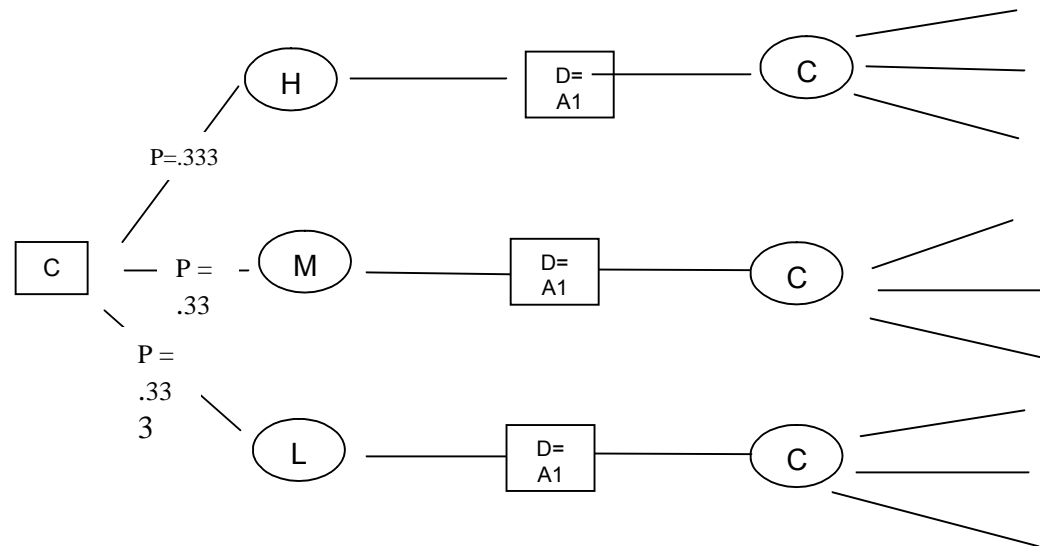 H
D=
A1
C
P=.333
C
P =
.33
M
D=
A1
C
P =
.33
3
L
D=
A1
C